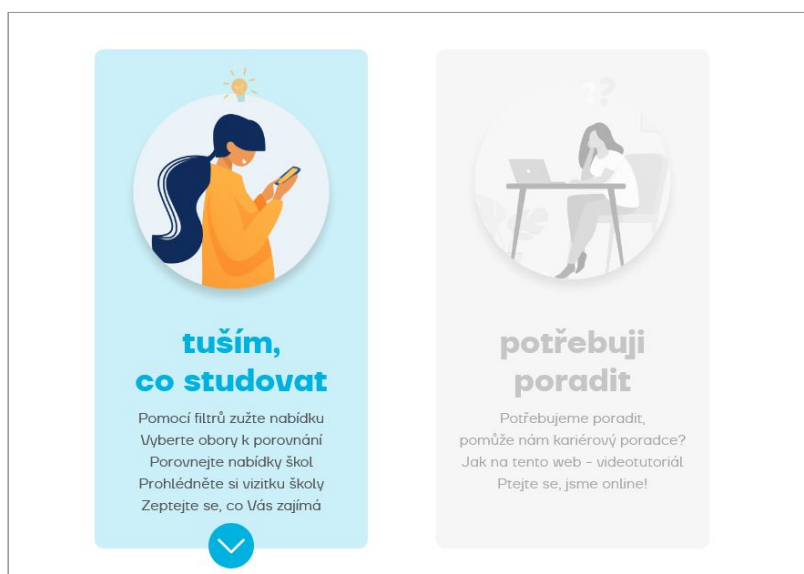 ??
tuším,
co studovat
Pomocí filtrů zužte nabídku
Vyberte obory k porovnání
Porovnejte nabídky škol
Prohlédněte si vizitku školy
Zeptejte se, co Vás zajímá
potřebuji
poradit
Potřebujeme poradit,
pomůže nám kariérový poradce?
Jak na tento web - videotutoriál
Ptejte se, jsme online!